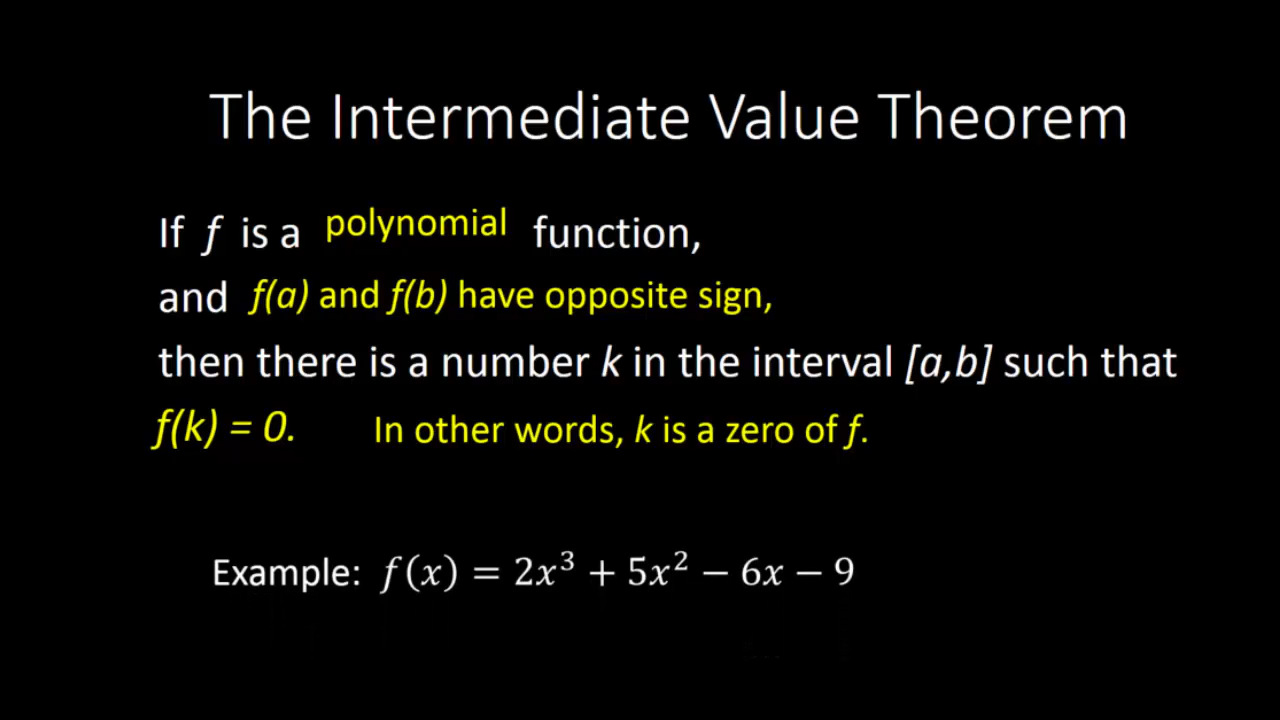 The Intermediate Value Theorem
If f is a polynomial function,
and f(a) and f(b) have opposite sign,
then there is a number k in the interval [a,b] such that
f(k) = 0. In other words, k is a zero of f.
Example: f(x) = 2x³ + 5x² − 6x − 9